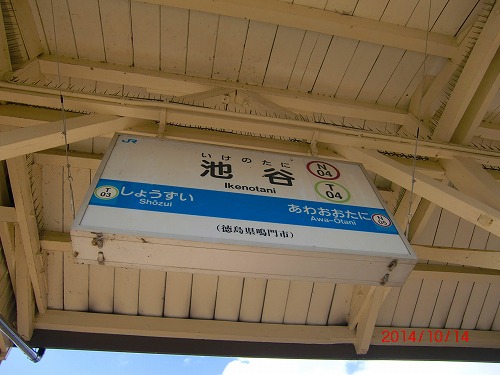 JR
いけのたに
池谷
Ikenotani
N
04
T
04
T
03
しょうずい
Shōzui
あわおおたに
Awa-Ōtani
N
05
(徳島県鳴門市)
2014/10/14